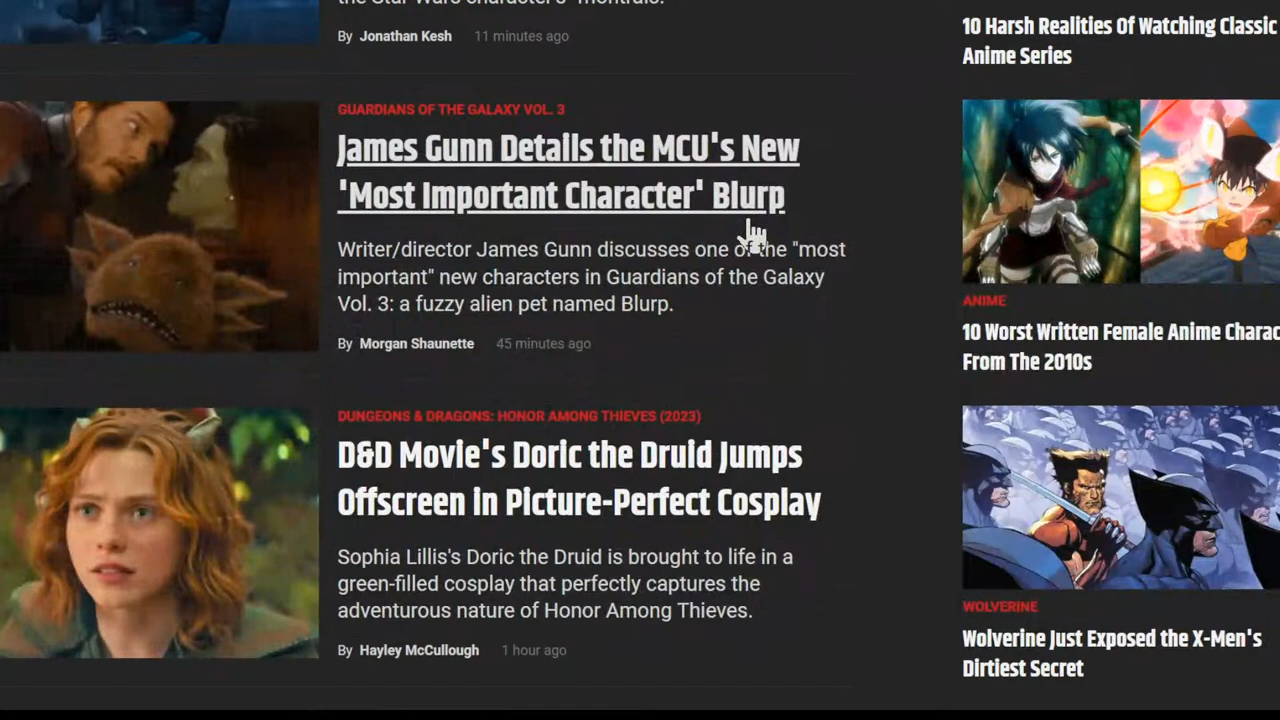 the Star Wars character's "montrals."
By Jonathan Kesh 11 minutes ago
GUARDIANS OF THE GALAXY VOL. 3
James Gunn Details the MCU's New
'Most Important Character' Blurp
Writer/director James Gunn discusses one of the "most
important" new characters in Guardians of the Galaxy
Vol. 3: a fuzzy alien pet named Blurp.
By Morgan Shaunette 45 minutes ago
DUNGEONS & DRAGONS: HONOR AMONG THIEVES (2023)
D&D Movie's Doric the Druid Jumps
Offscreen in Picture-Perfect Cosplay
Sophia Lillis's Doric the Druid is brought to life in a
green-filled cosplay that perfectly captures the
adventurous nature of Honor Among Thieves.
By Hayley McCullough 1 hour ago
10 Harsh Realities Of Watching Classic
Anime Series
ANIME
10 Worst Written Female Anime Charac
From The 2010s
WOLVERINE
Wolverine Just Exposed the X-Men's
Dirtiest Secret